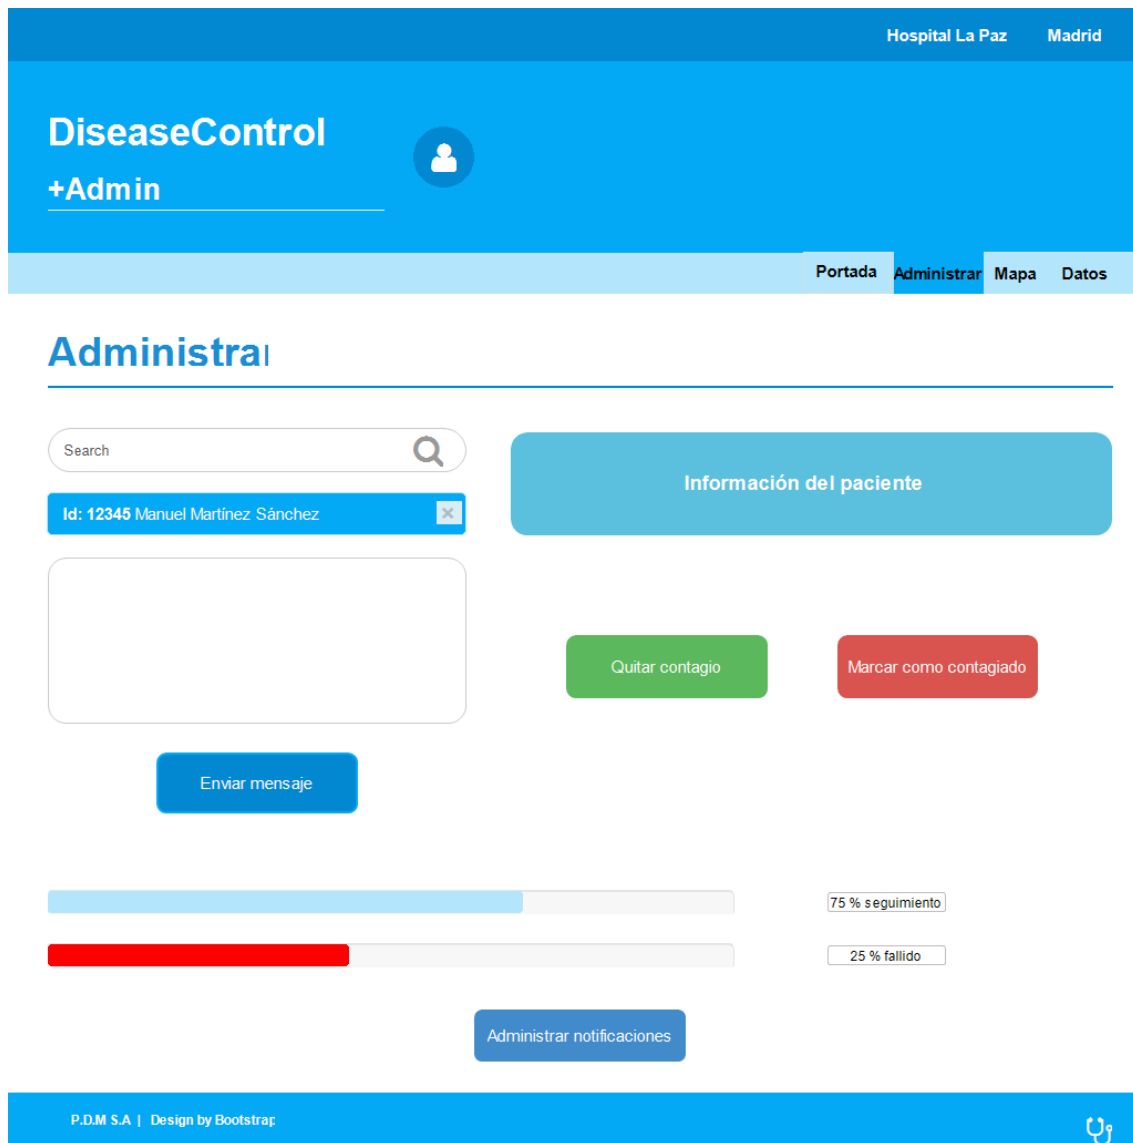 Hospital La Paz Madrid
DiseaseControl
+Admin
Portada Administrar Mapa Datos
Administrar
Search
Información del paciente
Id: 12345 Manuel Martínez Sánchez
Quitar contagio Marcar como contagiado
Enviar mensaje
75 % seguimiento
25 % fallido
Administrar notificaciones
P.D.M S.A | Design by Bootstrap